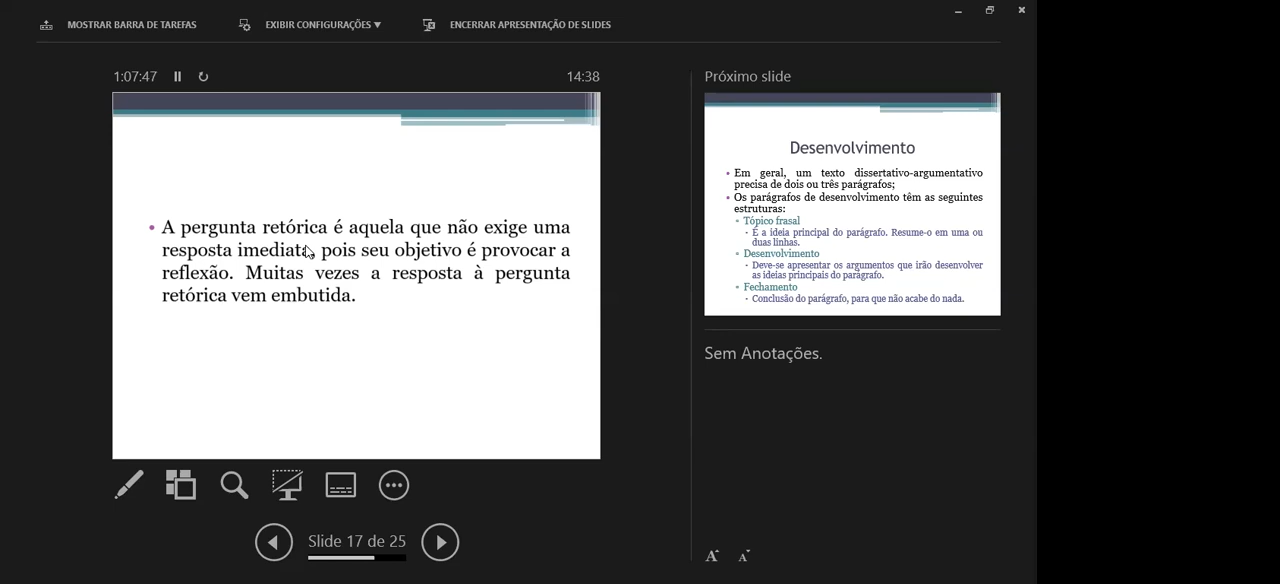 MOSTRAR BARRA DE TAREFAS
EXIBIR CONFIGURAÇÕES ▼
ENCERRAR APRESENTAÇÃO DE SLIDES
1:07:47
14:38
A pergunta retórica é aquela que não exige uma
resposta imediata, pois seu objetivo é provocar a
reflexão. Muitas vezes a resposta à pergunta
retórica vem embutida.
Slide 17 de 25
Próximo slide
Desenvolvimento
Em geral, um texto dissertativo-argumentativo
precisa de dois ou três parágrafos;
Os parágrafos de desenvolvimento têm as seguintes
estruturas:
Tópico frasal
É a ideia principal do parágrafo. Resume-o em uma ou
duas linhas.
Desenvolvimento
Deve-se apresentar os argumentos que irão desenvolver
as ideias principais do parágrafo.
Fechamento
Conclusão do parágrafo, para que não acabe do nada.
Sem Anotações.
A A